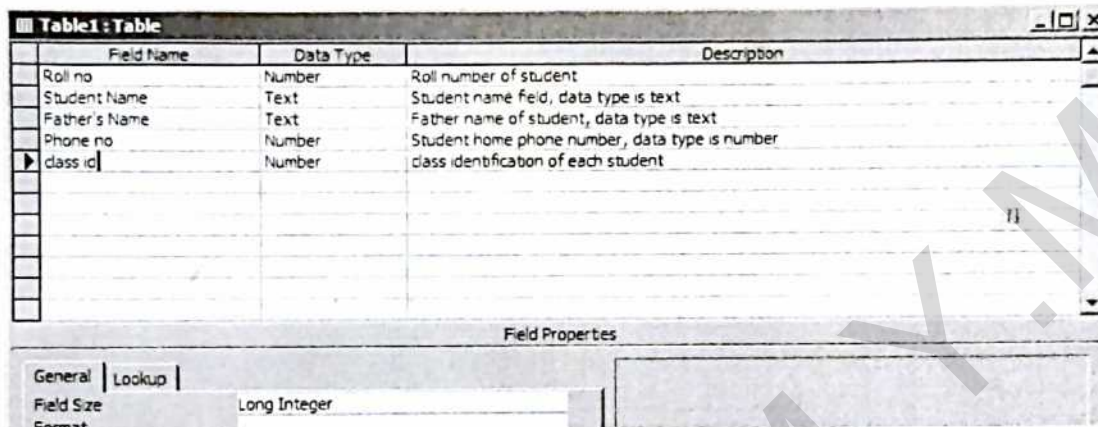 Table1 : Table
Field Name Data Type Description
Roll no Number Roll number of student
Student Name Text Student name field, data type is text
Father's Name Text Father name of student, data type is text
Phone no Number Student home phone number, data type is number
class id Number class identification of each student
Field Properties
General Lookup
Field Size Long Integer
Format